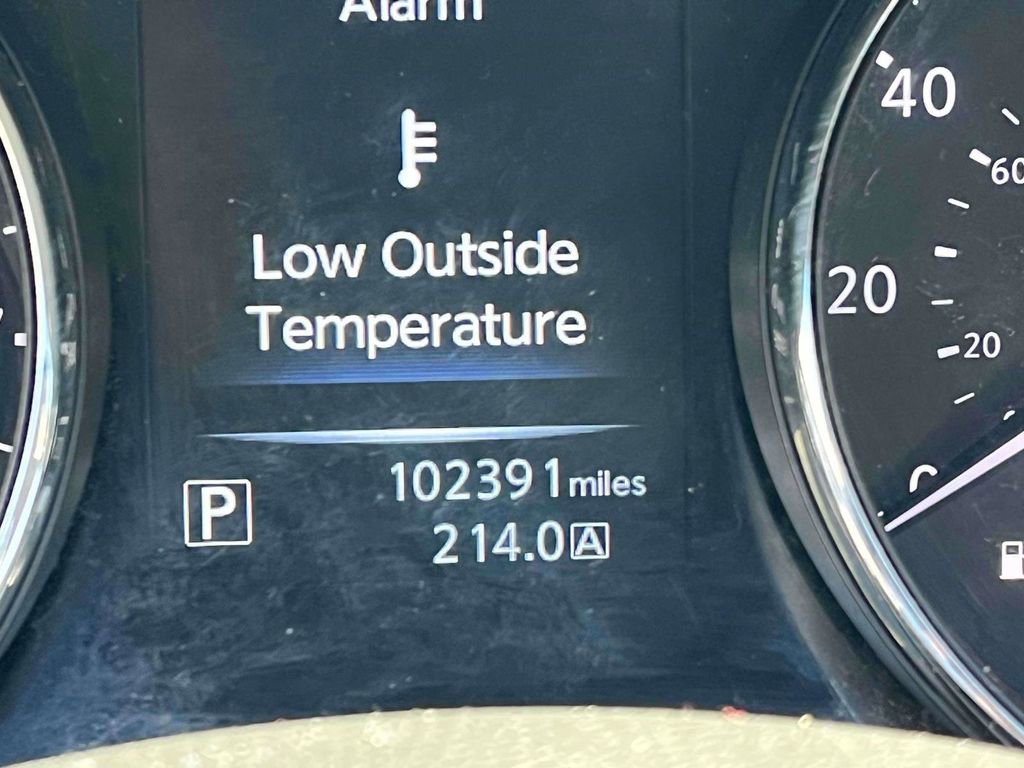 Alarm
Low Outside
Temperature
102391 miles
P
214.0 A
40
60
20
20